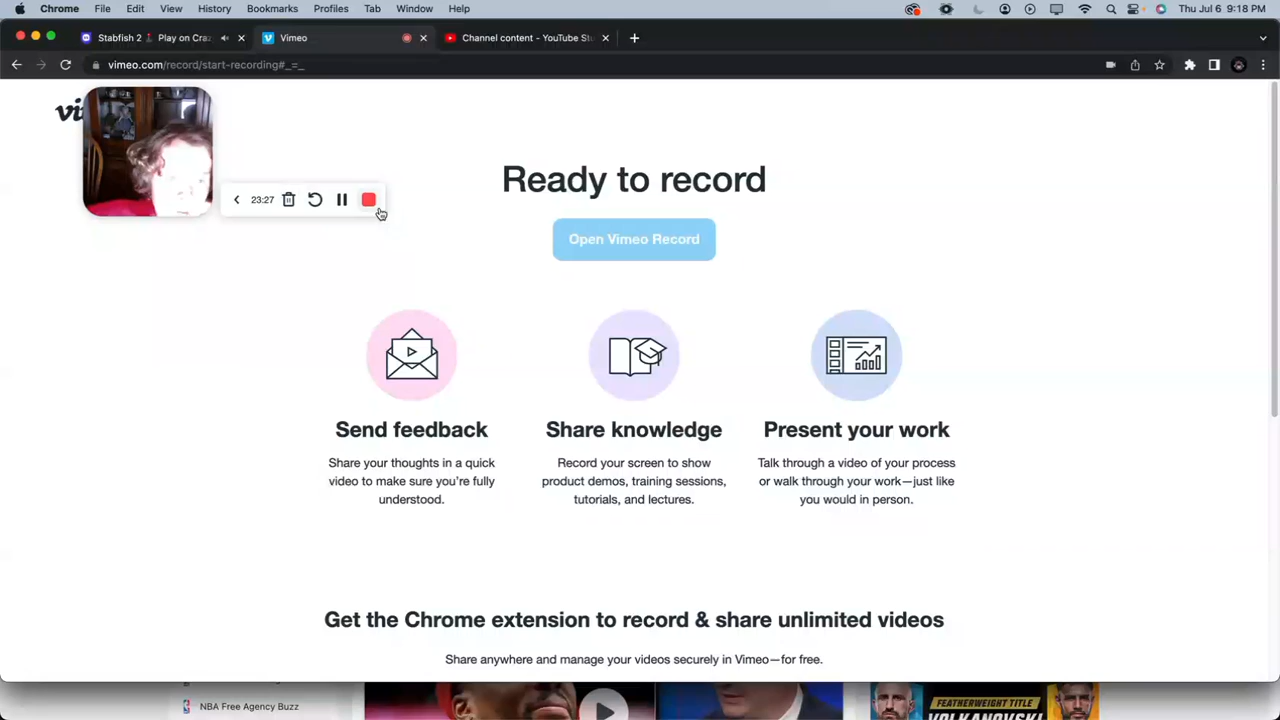 Chrome File Edit View History Bookmarks Profiles Tab Window Help Thu Jul 6 9:18 PM
Stabfish 2 Play on Craz Vimeo Channel content - YouTube Stu
vimeo.com/record/start-recording#_=_
vi
Ready to record
23:27
Open Vimeo Record
Send feedback Share knowledge Present your work
Share your thoughts in a quick Record your screen to show Talk through a video of your process
video to make sure you're fully product demos, training sessions, or walk through your work—just like
understood. tutorials, and lectures. you would in person.
Get the Chrome extension to record & share unlimited videos
Share anywhere and manage your videos securely in Vimeo—for free.
NBA Free Agency Buzz
FEATHERWEIGHT TITLE
VOLKANOVSKI